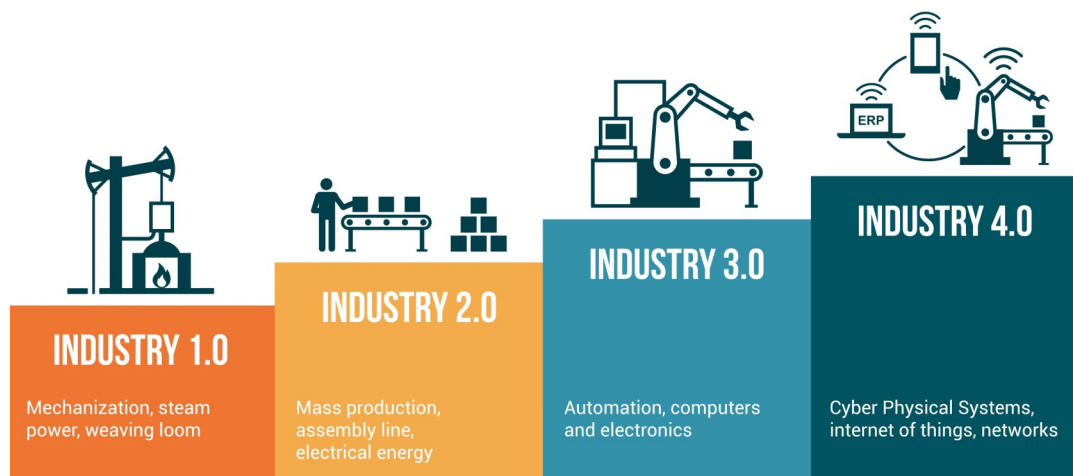 ERP
INDUSTRY 4.0
INDUSTRY 3.0
INDUSTRY 2.0
INDUSTRY 1.0
Mechanization, steam
power, weaving loom
Mass production,
assembly line,
electrical energy
Automation, computers
and electronics
Cyber Physical Systems,
internet of things, networks